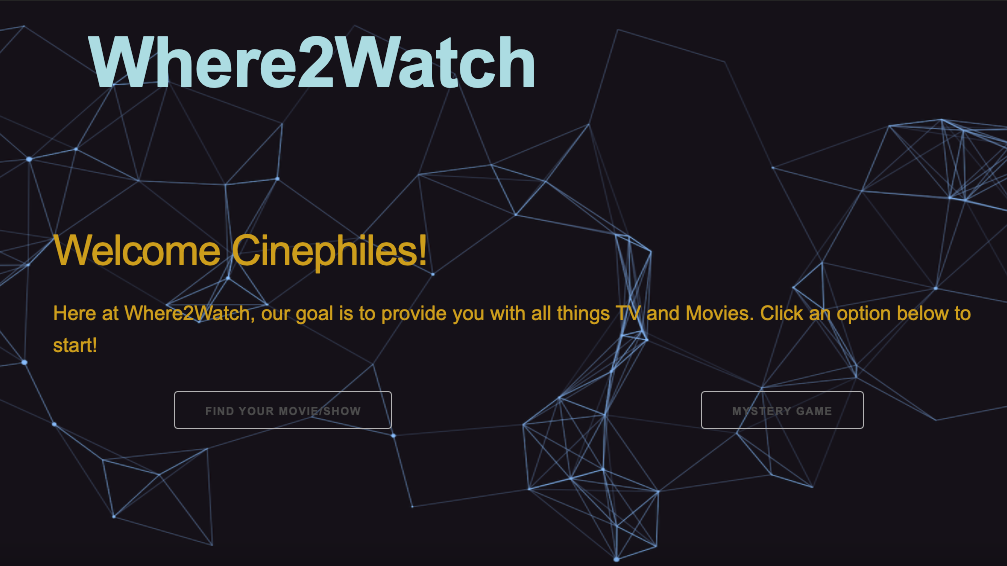 Where2Watch
Welcome Cinephiles!
Here at Where2Watch, our goal is to provide you with all things TV and Movies. Click an option below to
start!
FIND YOUR MOVIE/SHOW
MYSTERY GAME